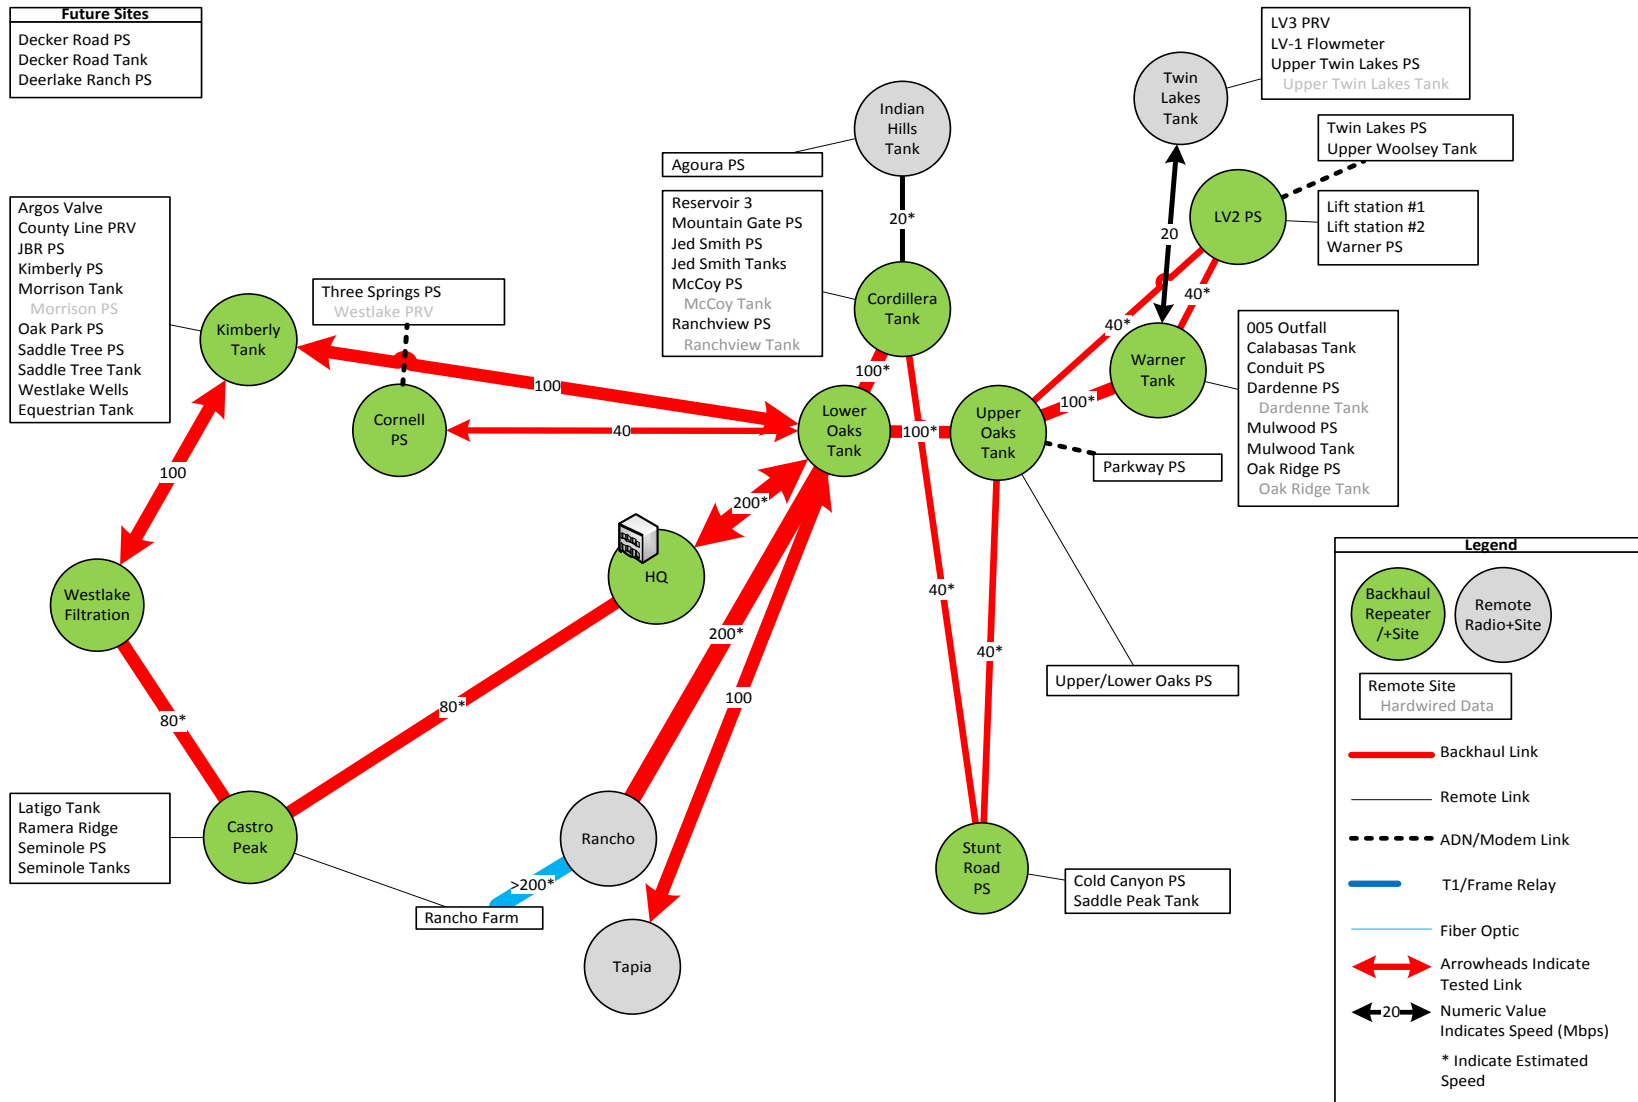 Future Sites
Decker Road PS
Decker Road Tank
Deerlake Ranch PS
LV3 PRV
LV-1 Flowmeter
Upper Twin Lakes PS
Upper Twin Lakes Tank
Twin
Lakes
Tank
Indian
Hills
Tank
Twin Lakes PS
Upper Woolsey Tank
Agoura PS
Argos Valve
County Line PRV
JBR PS
Kimberly PS
Morrison Tank
Morrison PS
Oak Park PS
Saddle Tree PS
Saddle Tree Tank
Westlake Wells
Equestrian Tank
Reservoir 3
Mountain Gate PS
Jed Smith PS
Jed Smith Tanks
McCoy PS
McCoy Tank
Ranchview PS
Ranchview Tank
20*
20
LV2 PS
Lift station #1
Lift station #2
Warner PS
Three Springs PS
Westlake PRV
Kimberly
Tank
Cordillera
Tank
40*
40*
Warner
Tank
005 Outfall
Calabasas Tank
Conduit PS
Dardenne PS
Dardenne Tank
Mulwood PS
Mulwood Tank
Oak Ridge PS
Oak Ridge Tank
100
100*
100*
Cornell
PS
40
Lower
Oaks
Tank
100*
Upper
Oaks
Tank
Parkway PS
100
200*
HQ
Westlake
Filtration
40*
200*
40*
Upper/Lower Oaks PS
80*
80*
100
Latigo Tank
Ramera Ridge
Seminole PS
Seminole Tanks
Castro
Peak
Rancho
>200*
Rancho Farm
Tapia
Stunt
Road
PS
Cold Canyon PS
Saddle Peak Tank
Legend
Backhaul
Repeater
/+Site
Remote
Radio+Site
Remote Site
Hardwired Data
Backhaul Link
Remote Link
ADN/Modem Link
T1/Frame Relay
Fiber Optic
Arrowheads Indicate
Tested Link
20
Numeric Value
Indicates Speed (Mbps)
* Indicate Estimated
Speed